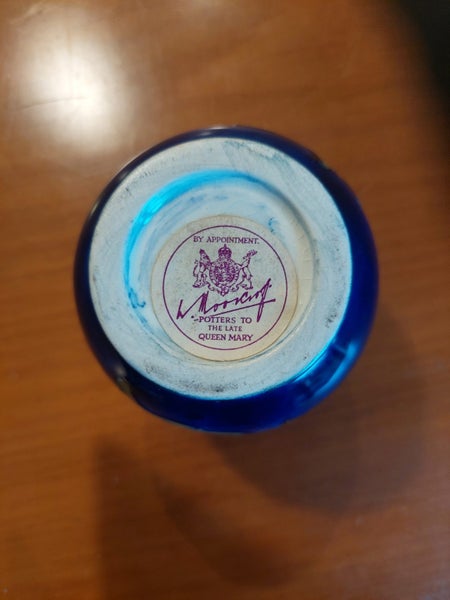 BY APPOINTMENT.
W. Moorcroft
POTTERS TO
THE LATE
QUEEN MARY